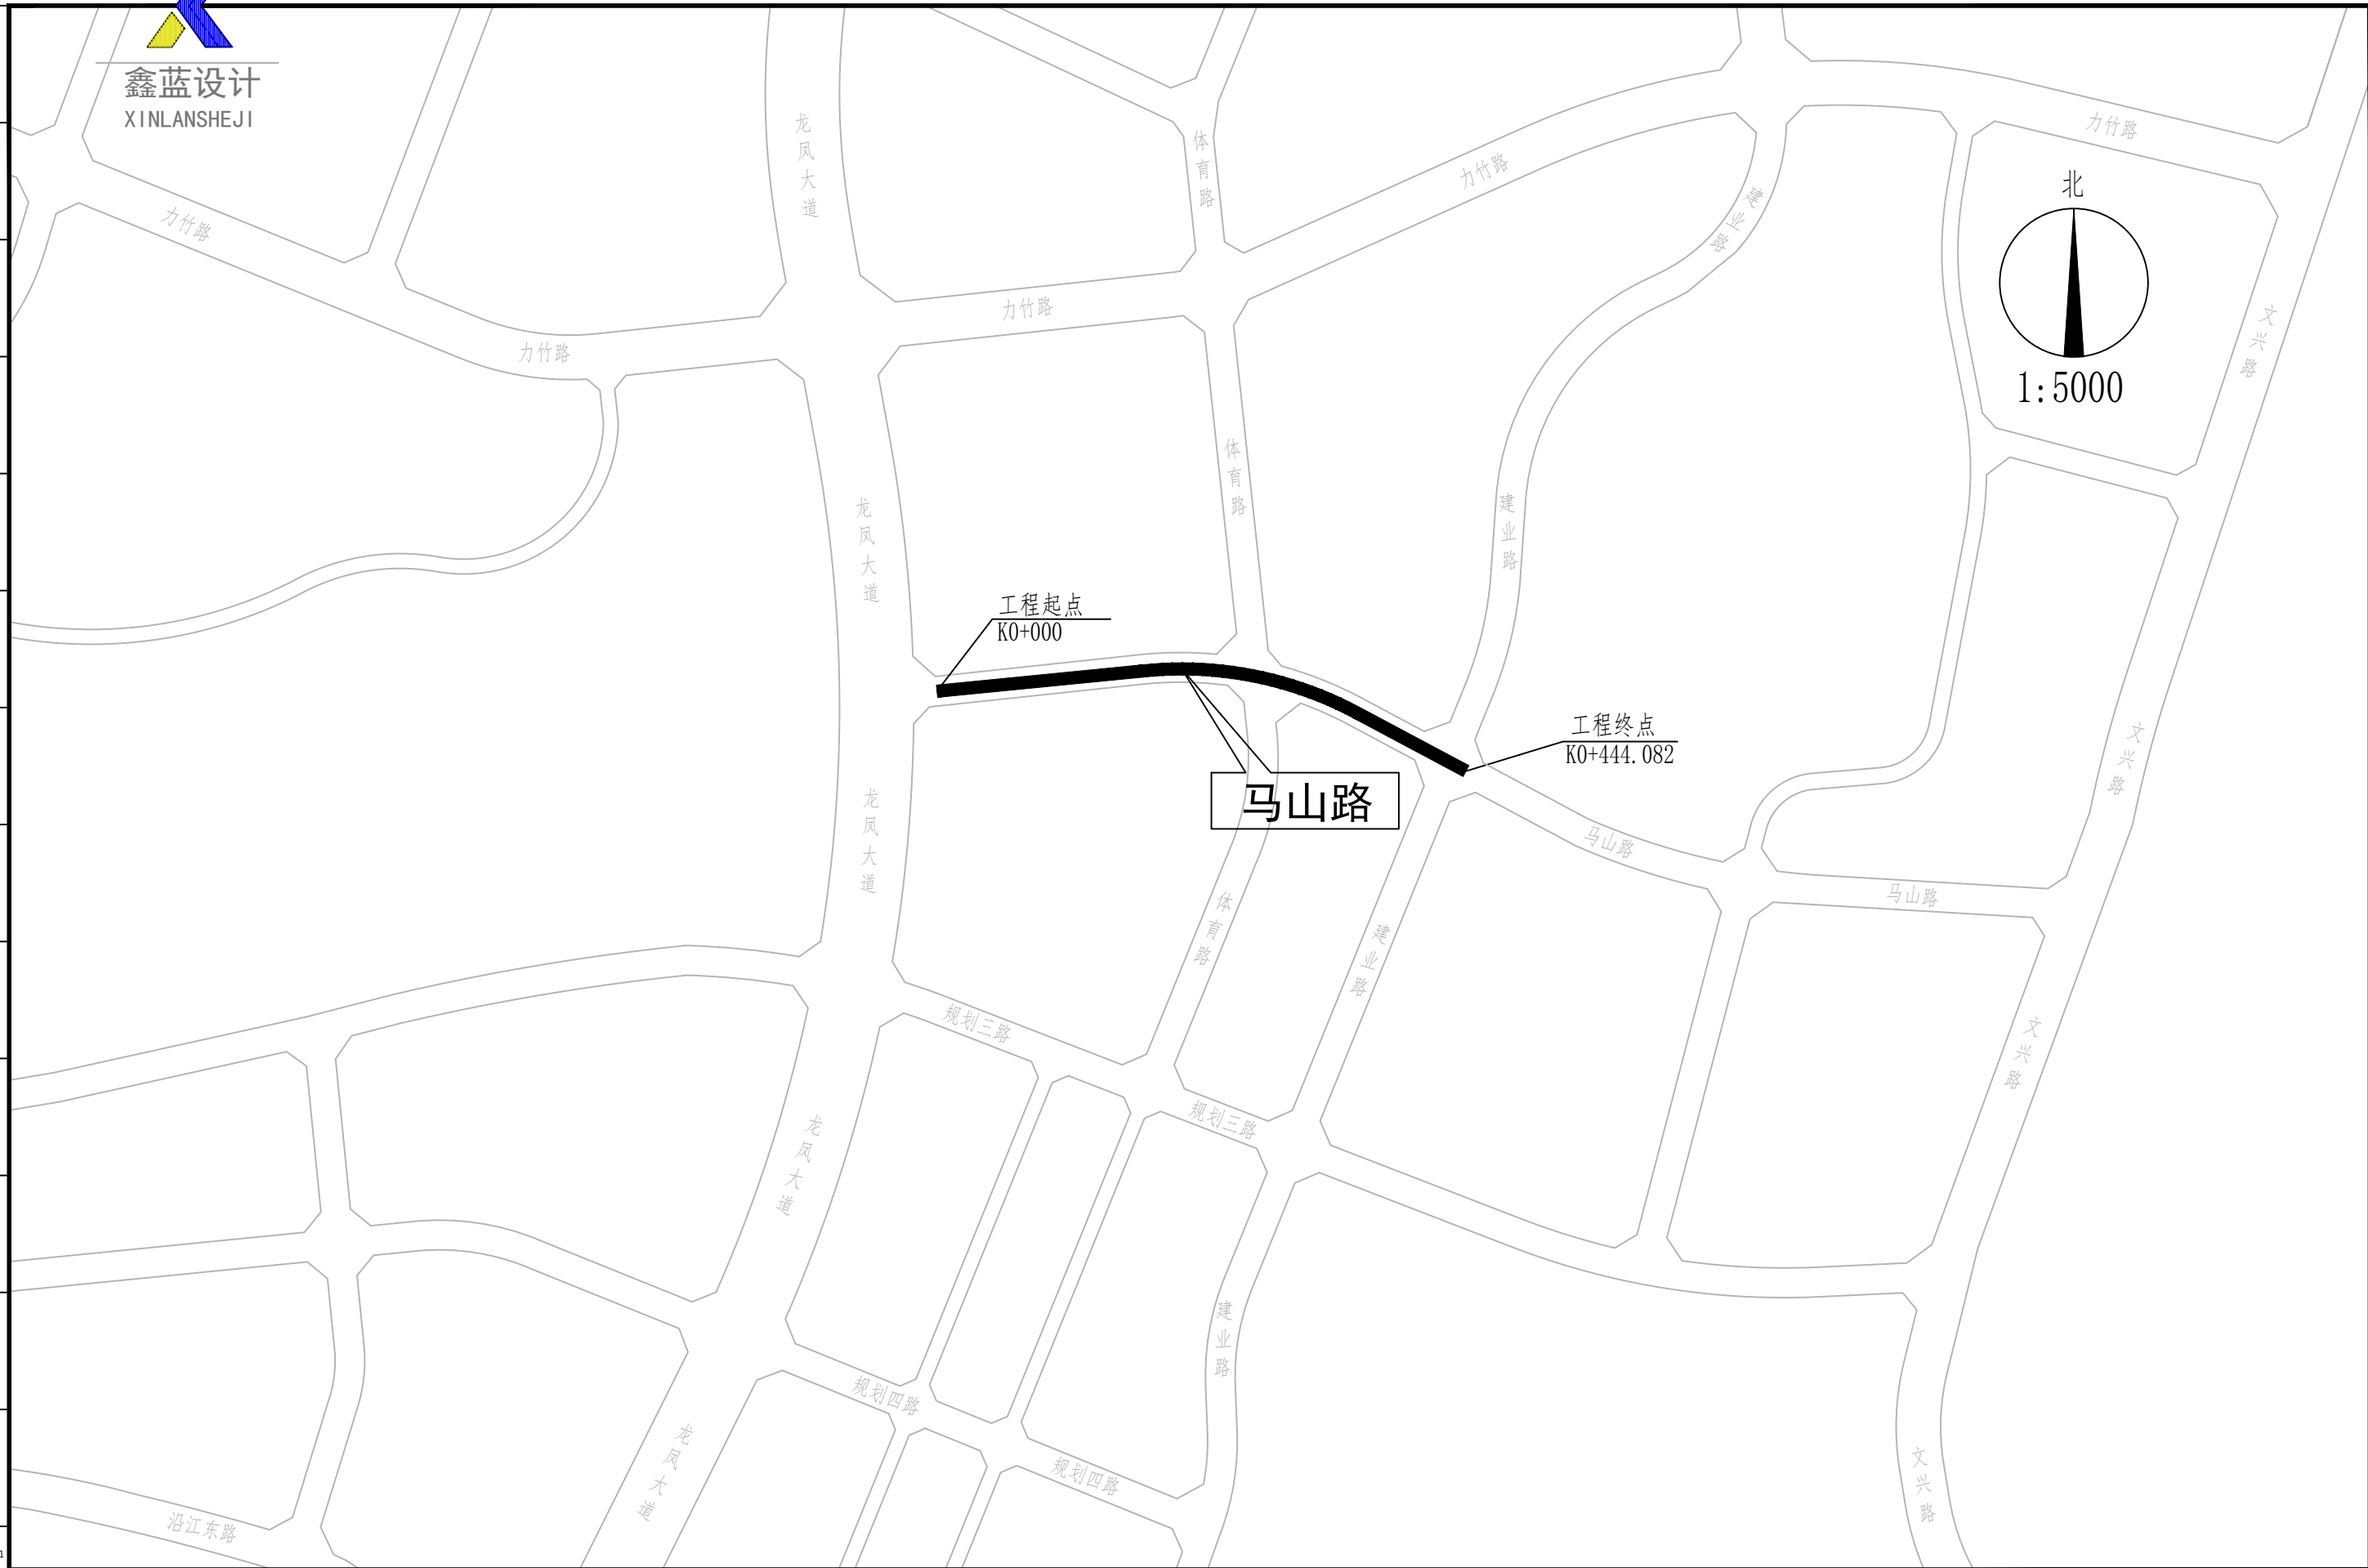 鑫蓝设计
XINLANSHEJI
龙凤大道
体育路
力竹路
力竹路
力竹路
建业路
北
1:5000
力竹路
力竹路
文兴路
力竹路
体育路
龙凤大道
建业路
工程起点
K0+000
工程终点
K0+444.082
马山路
文兴路
龙凤大道
马山路
马山路
体育路
建业路
规划三路
文兴路
规划三路
龙凤大道
建业路
规划四路
龙凤大道
规划四路
文兴路
沿江东路
1